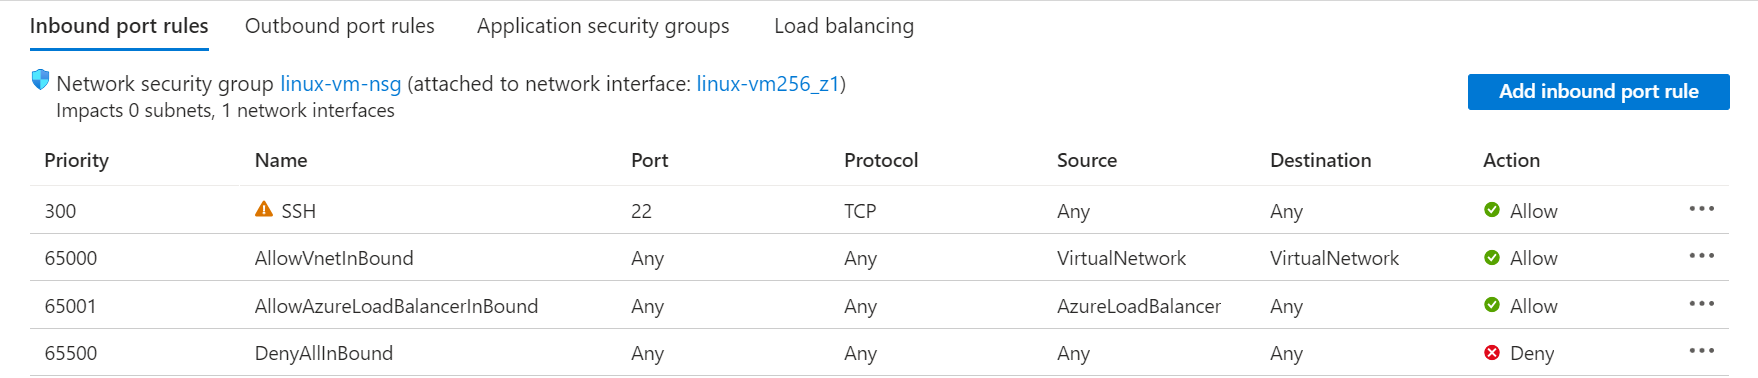 Inbound port rules Outbound port rules Application security groups Load balancing
Network security group linux-vm-nsg (attached to network interface: linux-vm256_z1)
Impacts 0 subnets, 1 network interfaces
Add inbound port rule
Priority Name Port Protocol Source Destination Action
300 SSH 22 TCP Any Any Allow
65000 AllowVnetInBound Any Any VirtualNetwork VirtualNetwork Allow
65001 AllowAzureLoadBalancerInBound Any Any AzureLoadBalancer Any Allow
65500 DenyAllInBound Any Any Any Any Deny